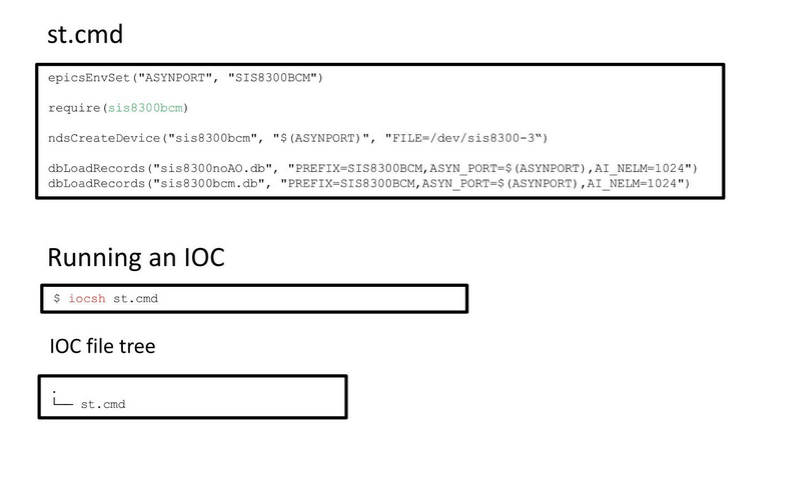 st.cmd
epicsEnvSet("ASYNPORT", "SIS8300BCM")
require(sis8300bcm)
ndsCreateDevice("sis8300bcm", "$(ASYNPORT)", "FILE=/dev/sis8300-3“)
dbLoadRecords("sis8300noAO.db", "PREFIX=SIS8300BCM,ASYN_PORT=$(ASYNPORT),AI_NELM=1024")
dbLoadRecords("sis8300bcm.db", "PREFIX=SIS8300BCM,ASYN_PORT=$(ASYNPORT),AI_NELM=1024")
Running an IOC
$ iocsh st.cmd
IOC file tree
.
└── st.cmd